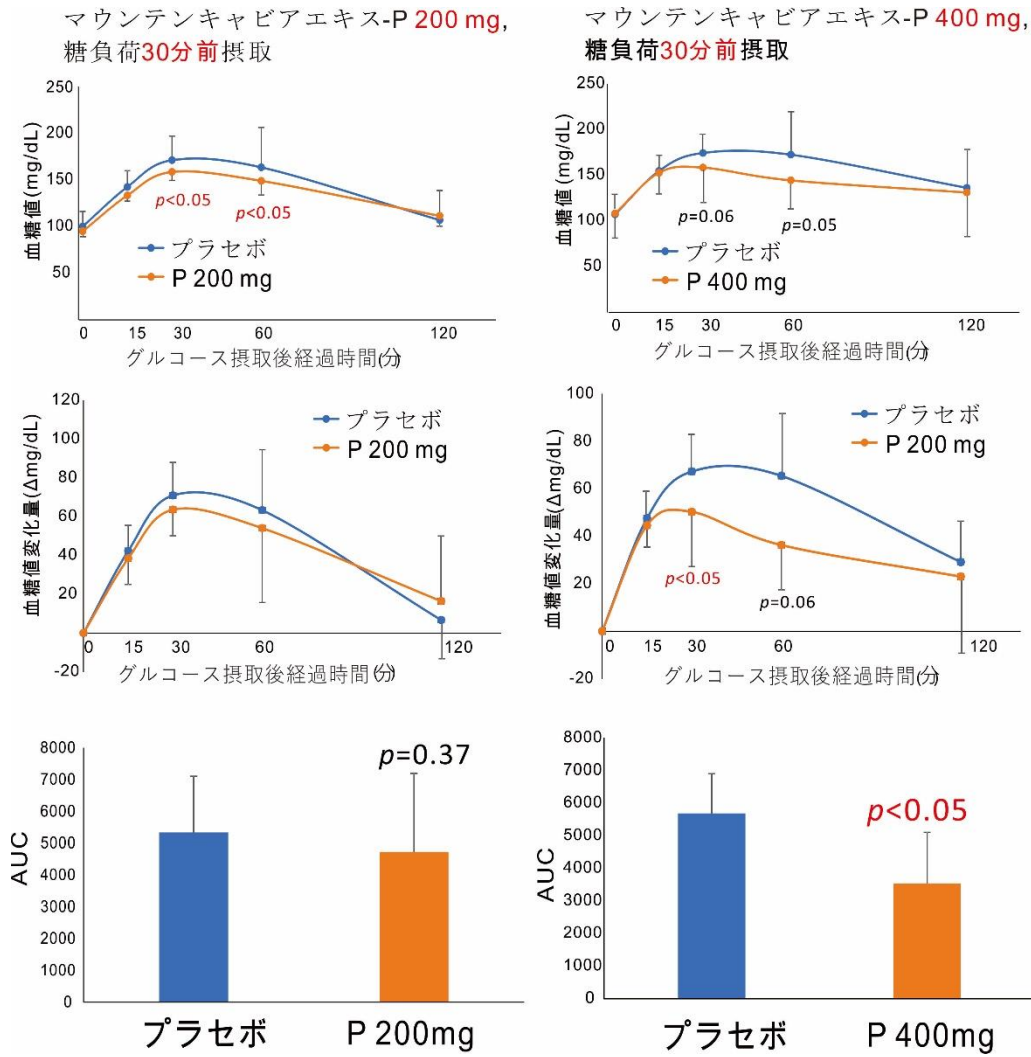 マウンテンキャビアエキス-P 200 mg,
糖負荷30分前摂取
250
200
150
100
50
血糖値(mg/dL)
p<0.05
p<0.05
プラセボ
P 200 mg
0 15 30 60 120
グルコース摂取後経過時間(分)
マウンテンキャビアエキス-P 400 mg,
糖負荷30分前摂取
250
200
150
100
50
血糖値(mg/dL)
p=0.06
p=0.05
プラセボ
P 400 mg
0 15 30 60 120
グルコース摂取後経過時間(分)
120
100
80
60
40
20
-20
血糖値変化量(Δmg/dL)
プラセボ
P 200 mg
0 15 30 60 120
グルコース摂取後経過時間(分)
100
80
60
40
20
-20
血糖値変化量(Δmg/dL)
プラセボ
P 200 mg
p<0.05
p=0.06
0 15 30 60 120
グルコース摂取後経過時間(分)
8000
7000
6000
5000
4000
3000
2000
1000
0
AUC
p=0.37
プラセボ P 200mg
8000
7000
6000
5000
4000
3000
2000
1000
0
AUC
p<0.05
プラセボ P 400mg